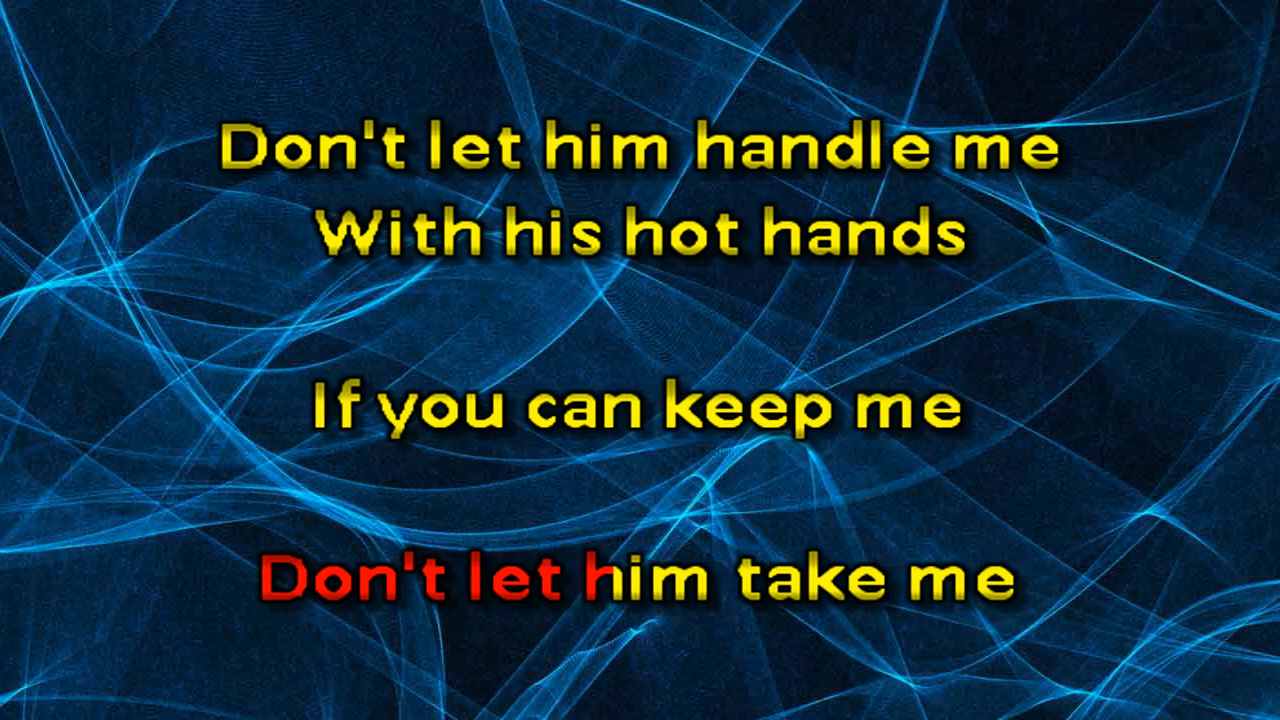 Don't let him handle me
With his hot hands
If you can keep me
Don't let him take me